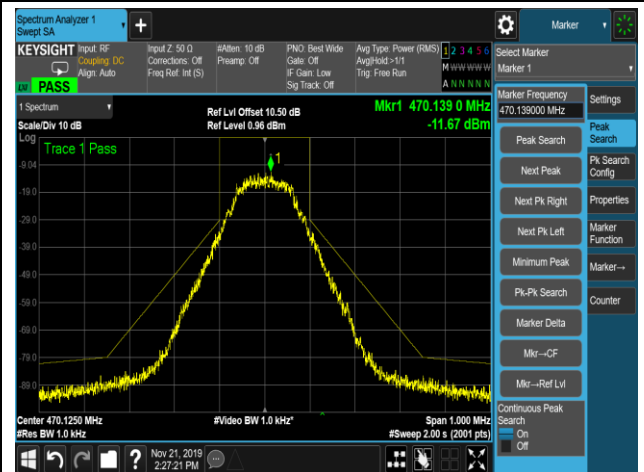 Spectrum Analyzer 1
Swept SA
Marker
KEYSIGHT
Input: RF
Coupling: DC
Align: Auto
Input Z: 50 Ω
Corrections: Off
Freq Ref: Int (S)
#Atten: 10 dB
Preamp: Off
PNO: Best Wide
Gate: Off
IF Gain: Low
Sig Track: Off
Avg Type: Power (RMS)
Avg|Hold:>1/1
Trig: Free Run
1 2 3 4 5 6
M W W W W W
A N N N N N
LXI
PASS
Select Marker
Marker 1
1 Spectrum
Scale/Div 10 dB
Ref Lvl Offset 10.50 dB
Ref Level 0.96 dBm
Mkr1 470.139 0 MHz
-11.67 dBm
Log
Trace 1 Pass
1
-9.04
-19.0
-29.0
-39.0
-49.0
-59.0
-69.0
-79.0
-89.0
Center 470.1250 MHz
#Res BW 1.0 kHz
#Video BW 1.0 kHz*
Span 1.000 MHz
#Sweep 2.00 s (2001 pts)
Marker Frequency
470.139000 MHz
Peak Search
Next Peak
Next Pk Right
Next Pk Left
Minimum Peak
Pk-Pk Search
Marker Delta
Mkr→CF
Mkr→Ref Lvl
Continuous Peak
Search
On
Off
Settings
Peak
Search
Pk Search
Config
Properties
Marker
Function
Marker→
Counter
?
Nov 21, 2019
2:27:21 PM